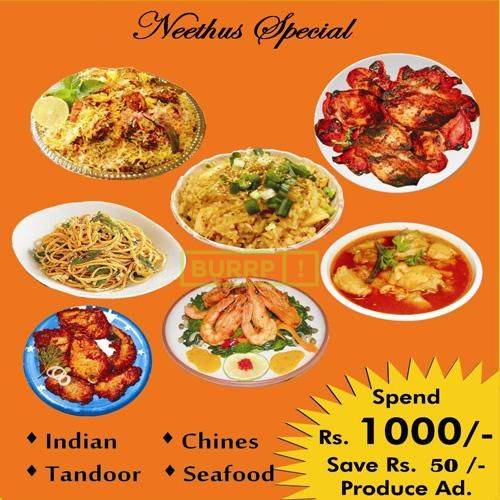 Neethus Special
BURRP!
♦ Indian
♦ Chines
♦ Tandoor
♦ Seafood
Spend
Rs. 1000/-
Save Rs. 50 /-
Produce Ad.